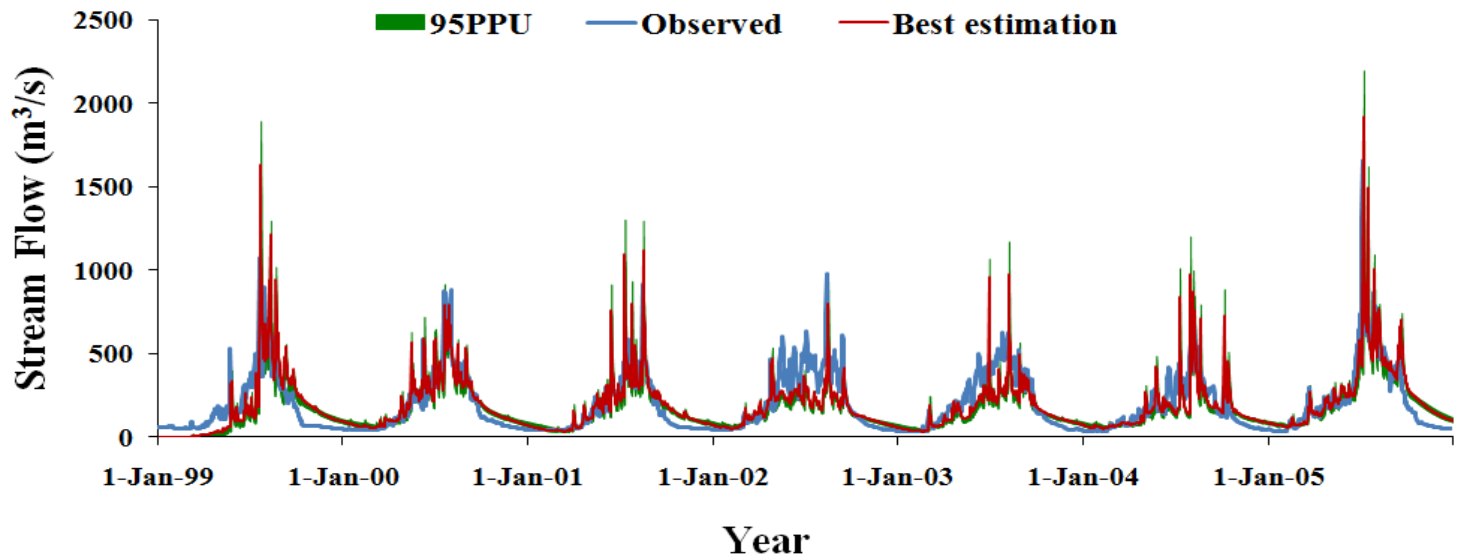 2500
95PPU Observed Best estimation
2000
1500
1000
500
0
Stream Flow (m³/s)
1-Jan-99 1-Jan-00 1-Jan-01 1-Jan-02 1-Jan-03 1-Jan-04 1-Jan-05
Year